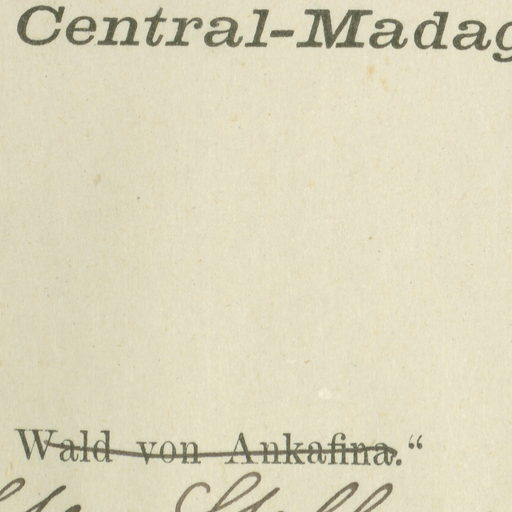 Central-Madag
Wald von Ankafina.“